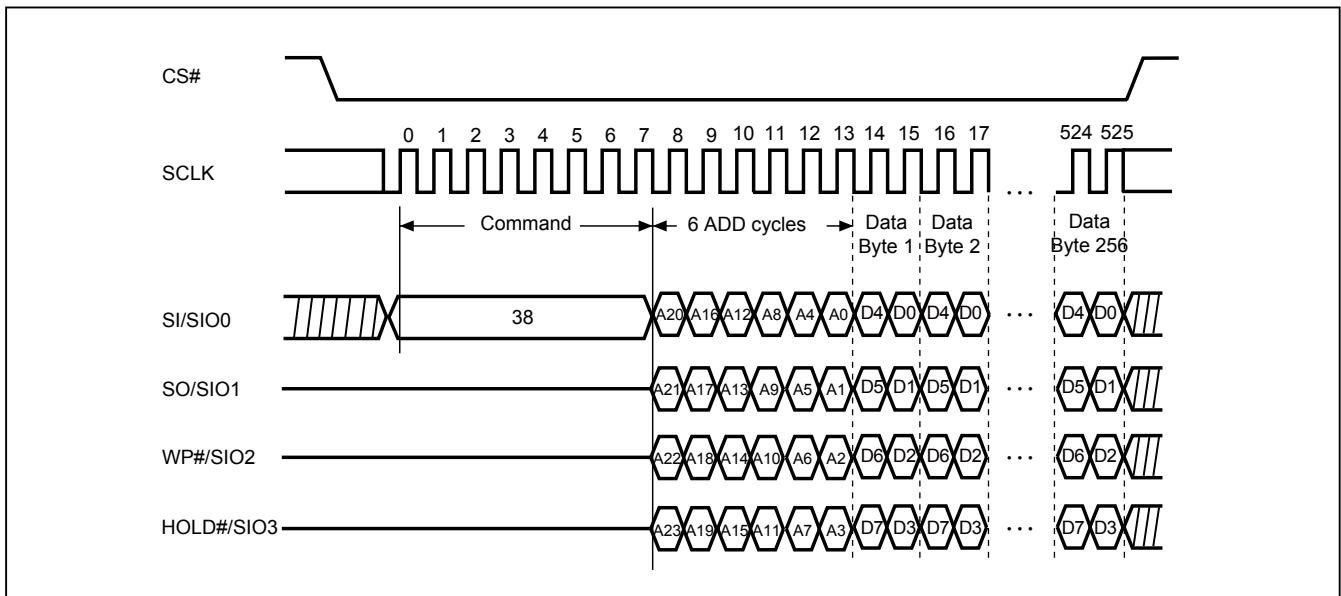 CS#
0 1 2 3 4 5 6 7 8 9 10 11 12 13 14 15 16 17 524 525
SCLK
...
Command 6 ADD cycles Data Data Data
Byte 1 Byte 2 Byte 256
SI/SIO0 38 A20 A16 A12 A8 A4 A0 D4 D0 D4 D0 ... D4 D0
SO/SIO1 A21 A17 A13 A9 A5 A1 D5 D1 D5 D1 ... D5 D1
WP#/SIO2 A22 A18 A14 A10 A6 A2 D6 D2 D6 D2 ... D6 D2
HOLD#/SIO3 A23 A19 A15 A11 A7 A3 D7 D3 D7 D3 ... D7 D3